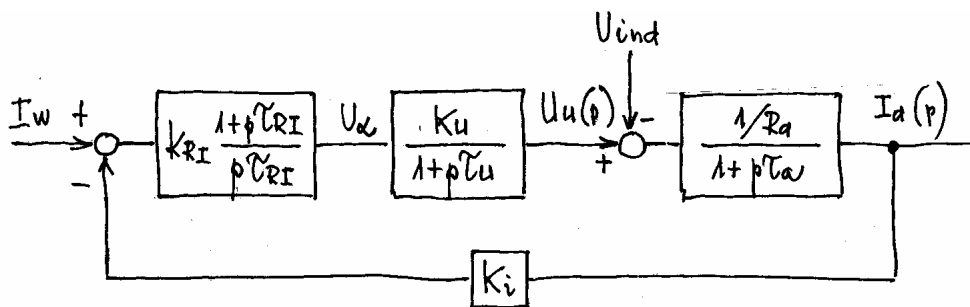 Uind
Iw + KRI 1+pτRI / pτRI Uα Ku / 1+pτu Uu(p) + - 1/Ra / 1+pτa Ia(p)
-
Ki